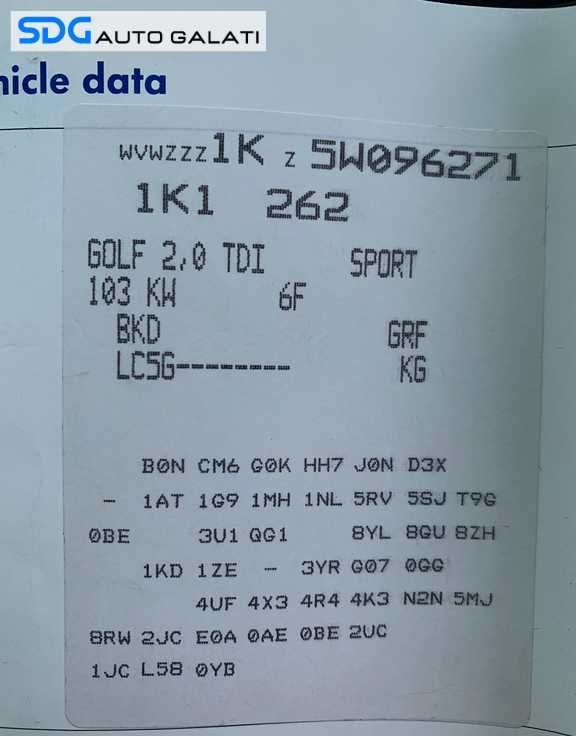 SDG AUTO GALATI
hicle data
WVWZZZ1K Z 5W096271
1K1 262
GOLF 2,0 TDI SPORT
103 KW 6F
BKD GRF
LC5G------- KG
B0N CM6 G0K HH7 J0N D3X
- 1AT 1G9 1MH 1NL 5RV 5SJ T9G
0BE 3U1 QG1 8YL 8GU 8ZH
1KD 1ZE - 3YR G07 0GG
4UF 4X3 4R4 4K3 N2N 5MJ
8RW 2JC E0A 0AE 0BE 2UC
1JC L58 0YB